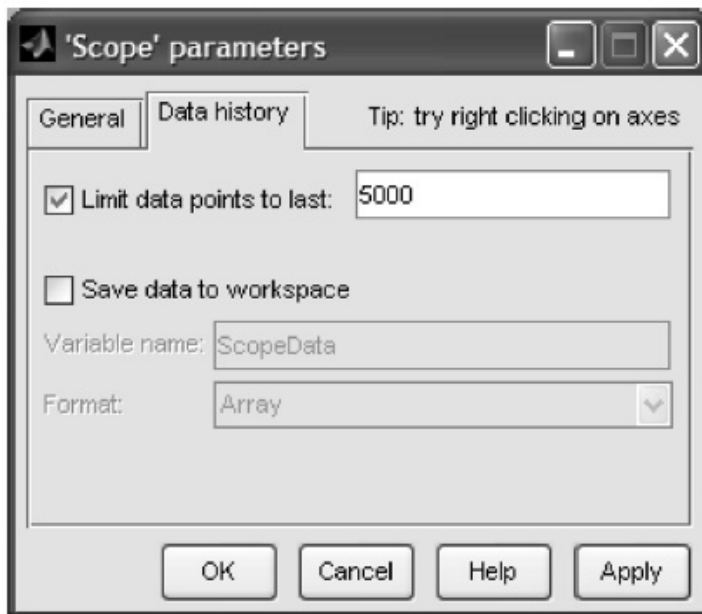 'Scope' parameters
General
Data history
Tip: try right clicking on axes
Limit data points to last: 5000
Save data to workspace
Variable name: ScopeData
Format: Array
OK Cancel Help Apply